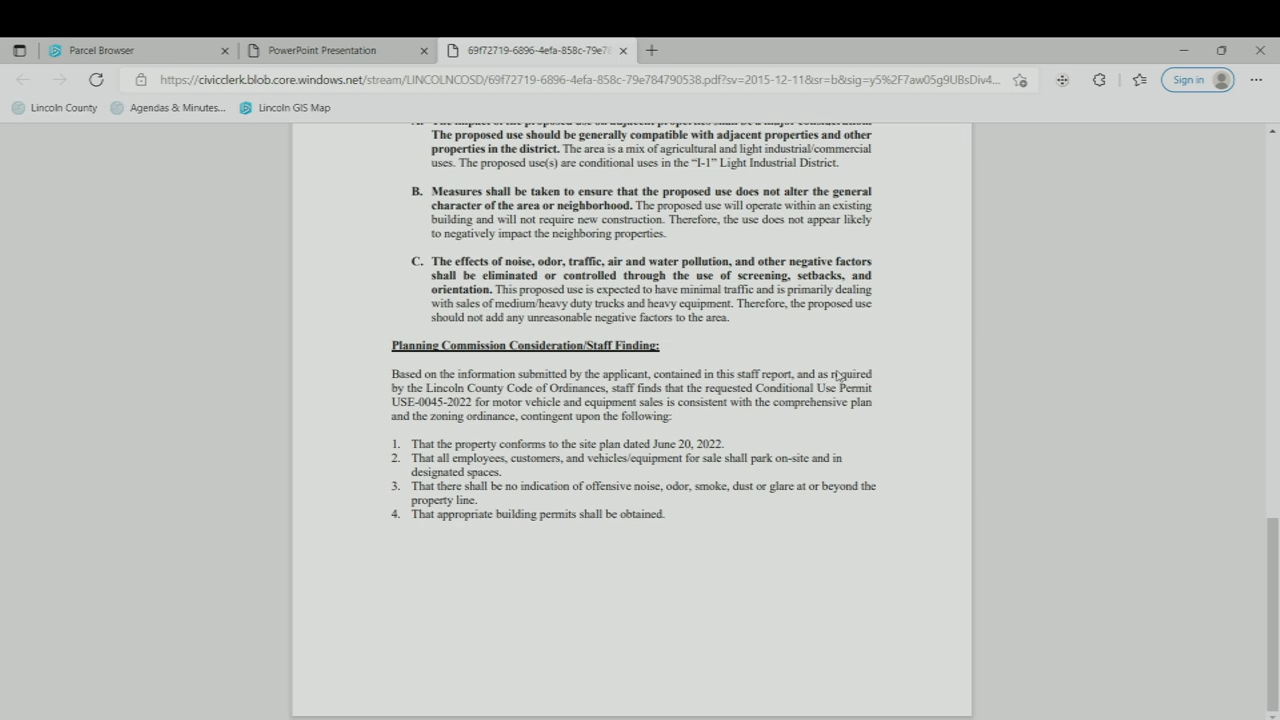 Parcel Browser
PowerPoint Presentation
69f72719-6896-4efa-858c-79e78
https://civicclerk.blob.core.windows.net/stream/LINCOLNCOSD/69f72719-6896-4efa-858c-79e784790538.pdf?sv=2015-12-11&sr=b&sig=y5%2F7aw05g9UBsDiv4...
Sign in
Lincoln County
Agendas & Minutes...
Lincoln GIS Map
A. The impact of the proposed use on adjacent properties shall be a major consideration.
The proposed use should be generally compatible with adjacent properties and other
properties in the district. The area is a mix of agricultural and light industrial/commercial
uses. The proposed use(s) are conditional uses in the “I-1” Light Industrial District.
B. Measures shall be taken to ensure that the proposed use does not alter the general
character of the area or neighborhood. The proposed use will operate within an existing
building and will not require new construction. Therefore, the use does not appear likely
to negatively impact the neighboring properties.
C. The effects of noise, odor, traffic, air and water pollution, and other negative factors
shall be eliminated or controlled through the use of screening, setbacks, and
orientation. This proposed use is expected to have minimal traffic and is primarily dealing
with sales of medium/heavy duty trucks and heavy equipment. Therefore, the proposed use
should not add any unreasonable negative factors to the area.
Planning Commission Consideration/Staff Finding:
Based on the information submitted by the applicant, contained in this staff report, and as required
by the Lincoln County Code of Ordinances, staff finds that the requested Conditional Use Permit
USE-0045-2022 for motor vehicle and equipment sales is consistent with the comprehensive plan
and the zoning ordinance, contingent upon the following:
1. That the property conforms to the site plan dated June 20, 2022.
2. That all employees, customers, and vehicles/equipment for sale shall park on-site and in
designated spaces.
3. That there shall be no indication of offensive noise, odor, smoke, dust or glare at or beyond the
property line.
4. That appropriate building permits shall be obtained.